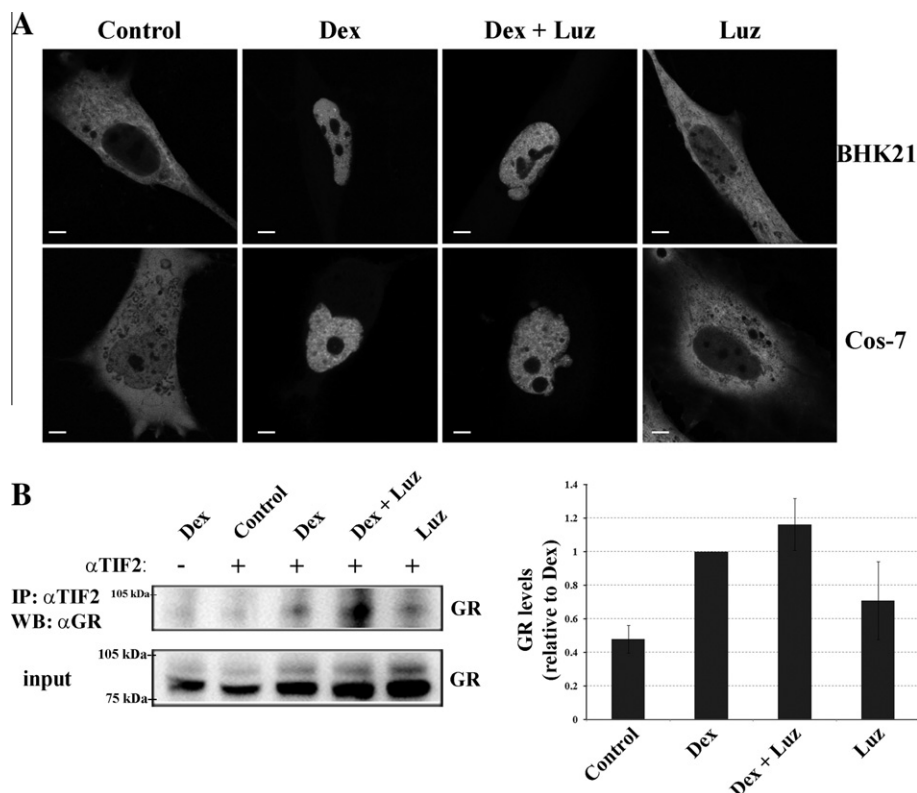 A
Control Dex Dex + Luz Luz
BHK21
Cos-7
B
Dex Control Dex Dex + Luz Luz
αTIF2: - + + + +
IP: αTIF2
WB: αGR
105 kDa
GR
input
105 kDa
75 kDa
GR
GR levels
(relative to Dex)
1.4
1.2
1
0.8
0.6
0.4
0.2
0
Control Dex Dex + Luz Luz